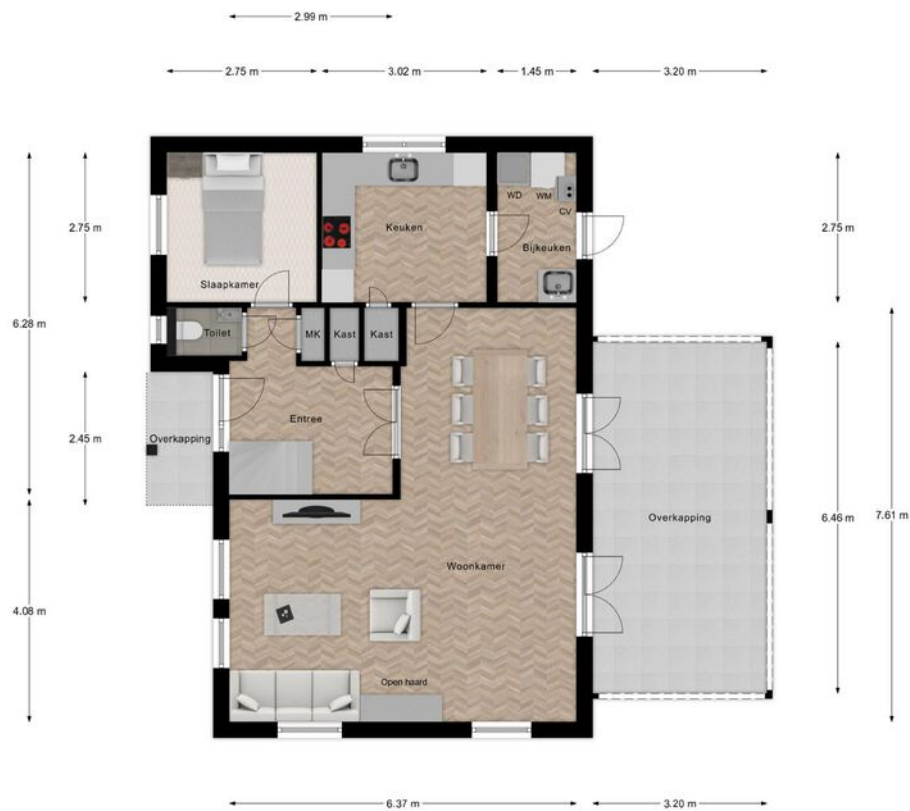 2.99 m
2.75 m
3.02 m
1.45 m
3.20 m
WD
WM
CV
Keuken
Bijkeuken
2.75 m
2.75 m
Slaapkamer
6.28 m
Toilet
MK
Kast
Kast
Entree
2.45 m
Overkapping
Overkapping
6.46 m
7.61 m
Woonkamer
4.08 m
Open haard
6.37 m
3.20 m